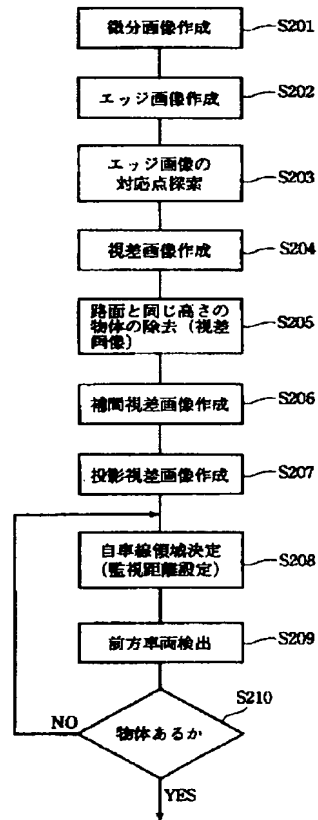 微分画像作成
S201
エッジ画像作成
S202
エッジ画像の
対応点探索
S203
視差画像作成
S204
路面と同じ高さの
物体の除去（視差
画像）
S205
補間視差画像作成
S206
投影視差画像作成
S207
自車線領域決定
（監視距離設定）
S208
前方車両検出
S209
物体あるか
S210
NO
YES